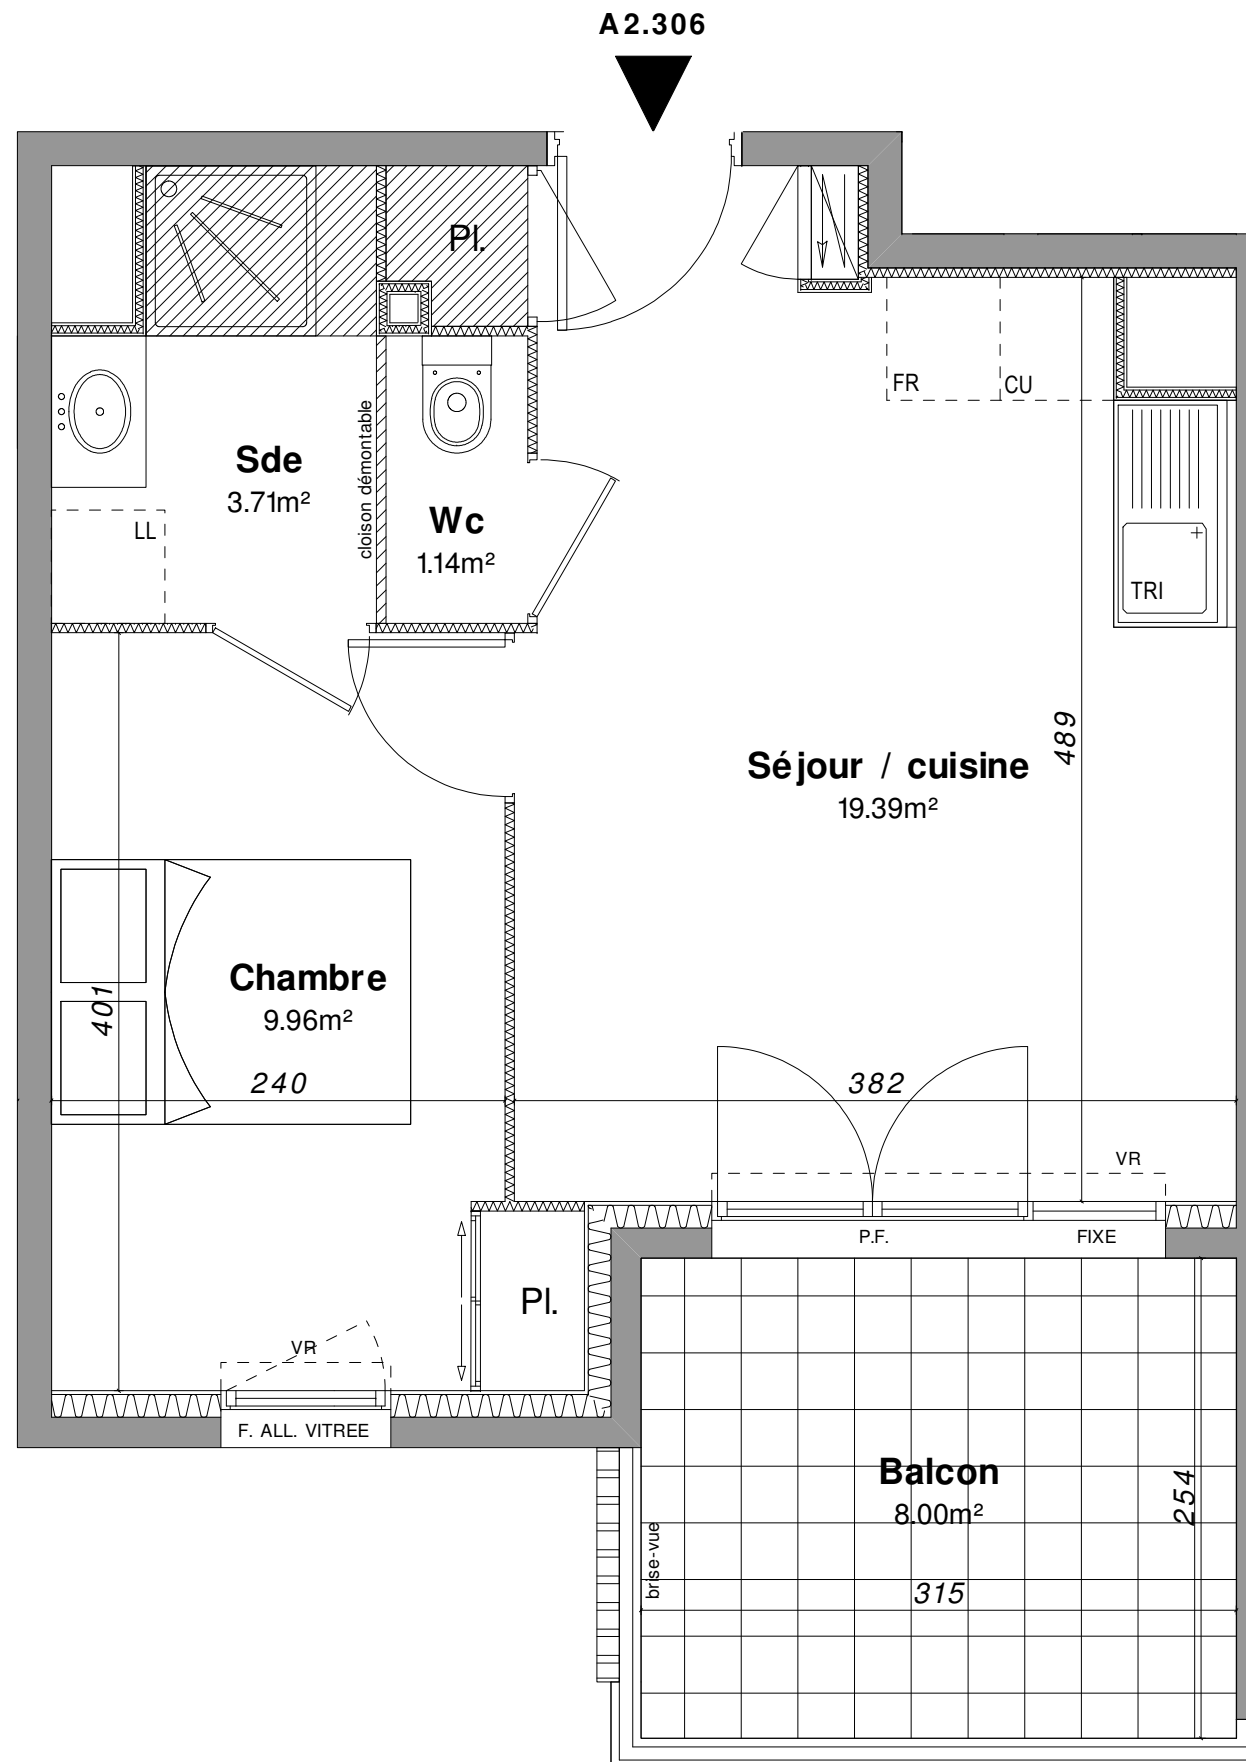 A2.306
Pl.
FR
CU
Sde
3.71m²
cloison démontable
LL
Wc
1.14m²
TRI
Séjour / cuisine
19.39m²
489
Chambre
9.96m²
401
240
382
VR
P.F.
FIXE
Pl.
VR
F. ALL. VITREE
Balcon
8.00m²
254
brise-vue
315